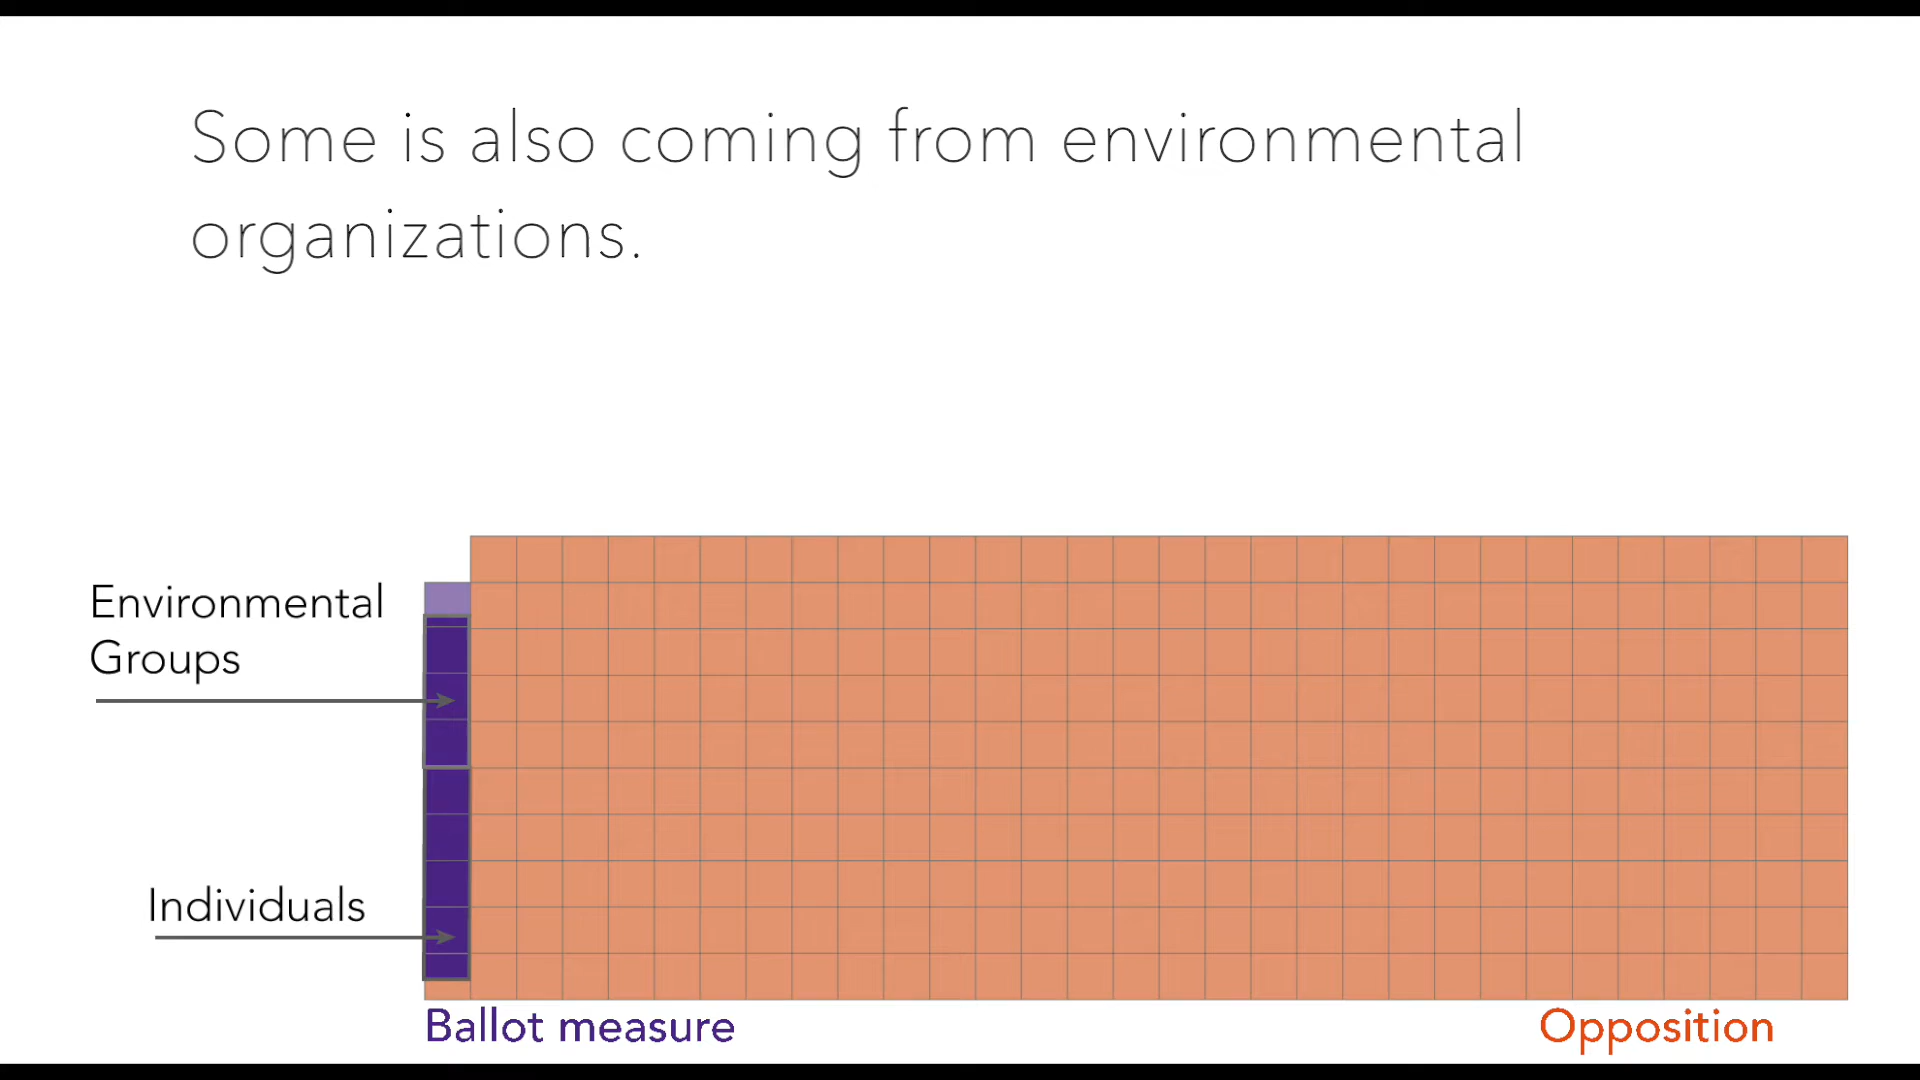 Some is also coming from environmental
organizations.
Environmental
Groups
Individuals
Ballot measure
Opposition